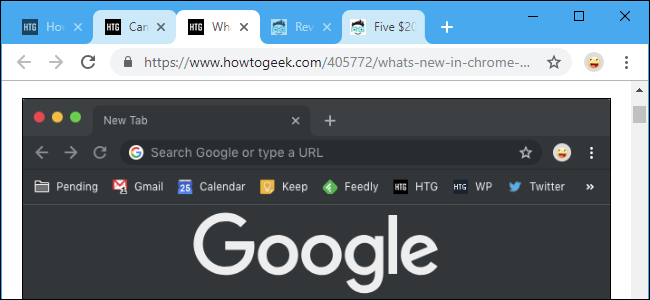 HTG How HTG Can HTG Wha Rev Five $20
https://www.howtogeek.com/405772/whats-new-in-chrome-...
New Tab
Search Google or type a URL
Pending Gmail 25 Calendar Keep Feedly HTG HTG HTG WP Twitter »
Google